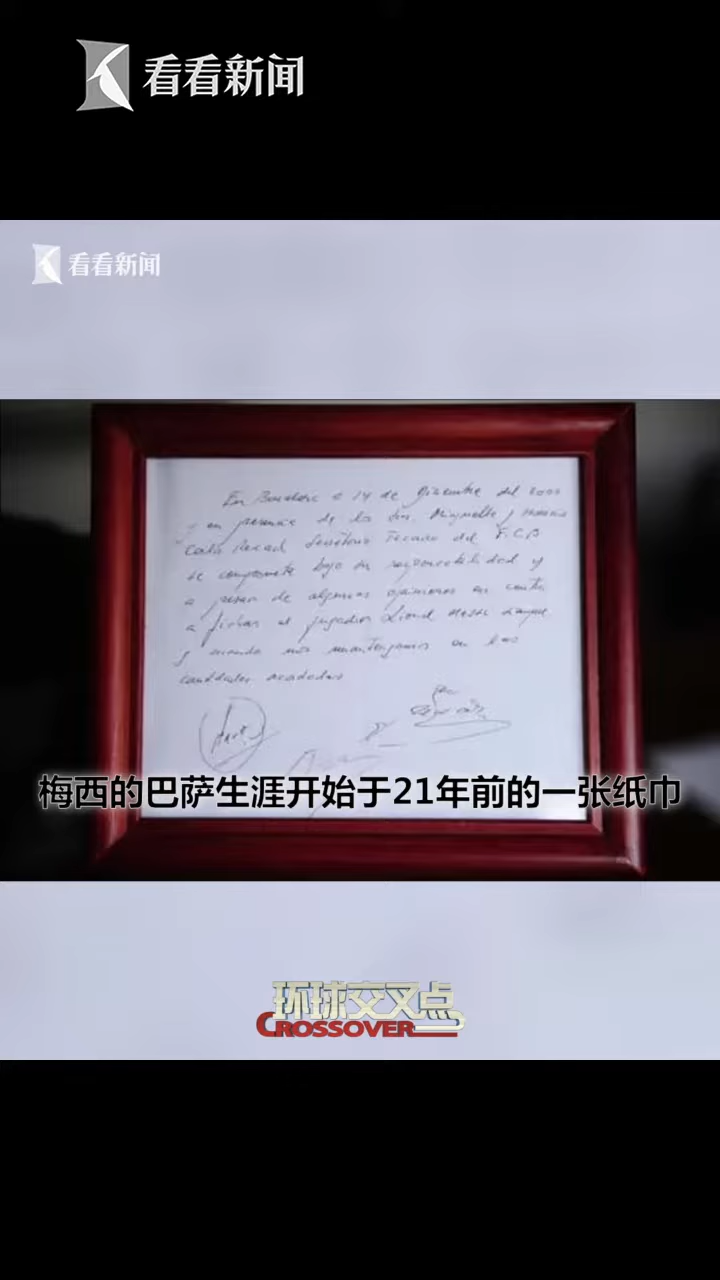 看看新闻
看看新闻
En Barcelona a 14 de Diciembre del 2000
y en presencia de los Sres. Minguella y Horacio
Carles Rexach Secretario Técnico del F.C.B
se compromete bajo su responsabilidad y
a pesar de algunas opiniones en contra
a fichar al jugador Lionel Messi siempre
y cuando nos mantengamos en las
cantidades acordadas
梅西的巴萨生涯开始于21年前的一张纸巾
环球交叉点
CROSSOVER